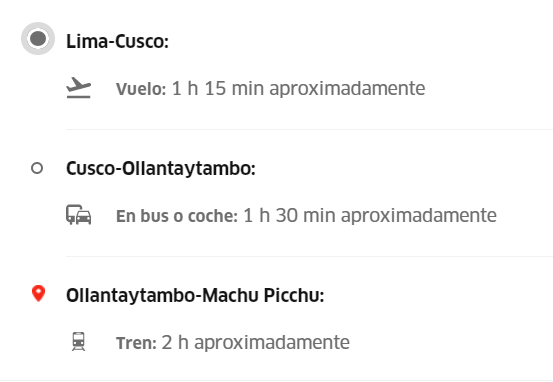 Lima-Cusco:
Vuelo: 1 h 15 min aproximadamente
Cusco-Ollantaytambo:
En bus o coche: 1 h 30 min aproximadamente
Ollantaytambo-Machu Picchu:
Tren: 2 h aproximadamente